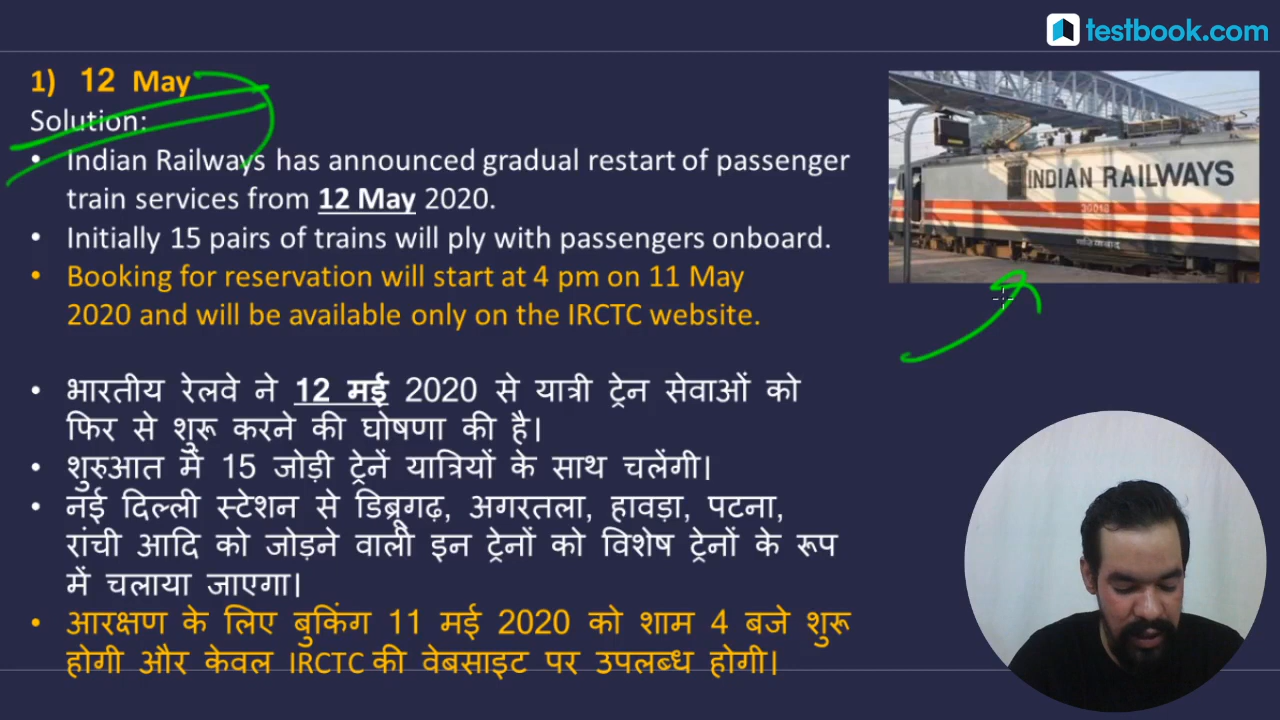 testbook.com
1) 12 May
Solution:
• Indian Railways has announced gradual restart of passenger
train services from 12 May 2020.
• Initially 15 pairs of trains will ply with passengers onboard.
• Booking for reservation will start at 4 pm on 11 May
2020 and will be available only on the IRCTC website.
INDIAN RAILWAYS
• भारतीय रेलवे ने 12 मई 2020 से यात्री ट्रेन सेवाओं को
फिर से शुरू करने की घोषणा की है।
• शुरुआत में 15 जोड़ी ट्रेनें यात्रियों के साथ चलेंगी।
• नई दिल्ली स्टेशन से डिब्रूगढ़, अगरतला, हावड़ा, पटना,
रांची आदि को जोड़ने वाली इन ट्रेनों को विशेष ट्रेनों के रूप
में चलाया जाएगा।
• आरक्षण के लिए बुकिंग 11 मई 2020 को शाम 4 बजे शुरू
होगी और केवल IRCTC की वेबसाइट पर उपलब्ध होगी।